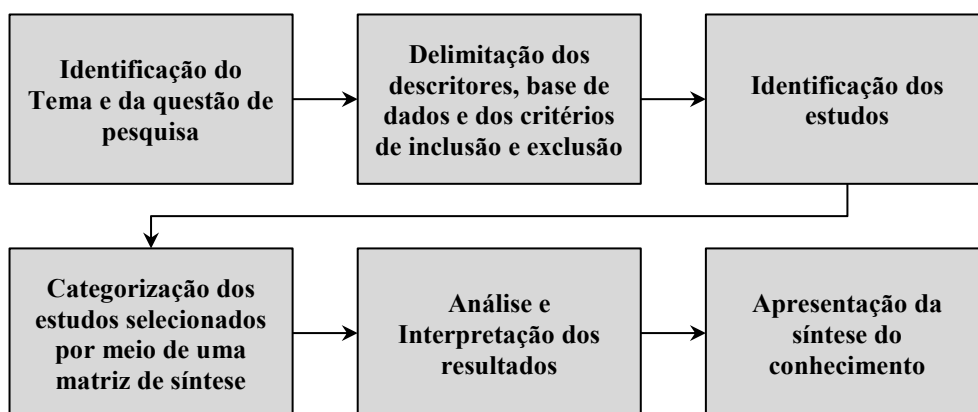 Identificação do
Tema e da questão de
pesquisa
Delimitação dos
descritores, base de
dados e dos critérios
de inclusão e exclusão
Identificação dos
estudos
Categorização dos
estudos selecionados
por meio de uma
matriz de síntese
Análise e
Interpretação dos
resultados
Apresentação da
síntese do
conhecimento